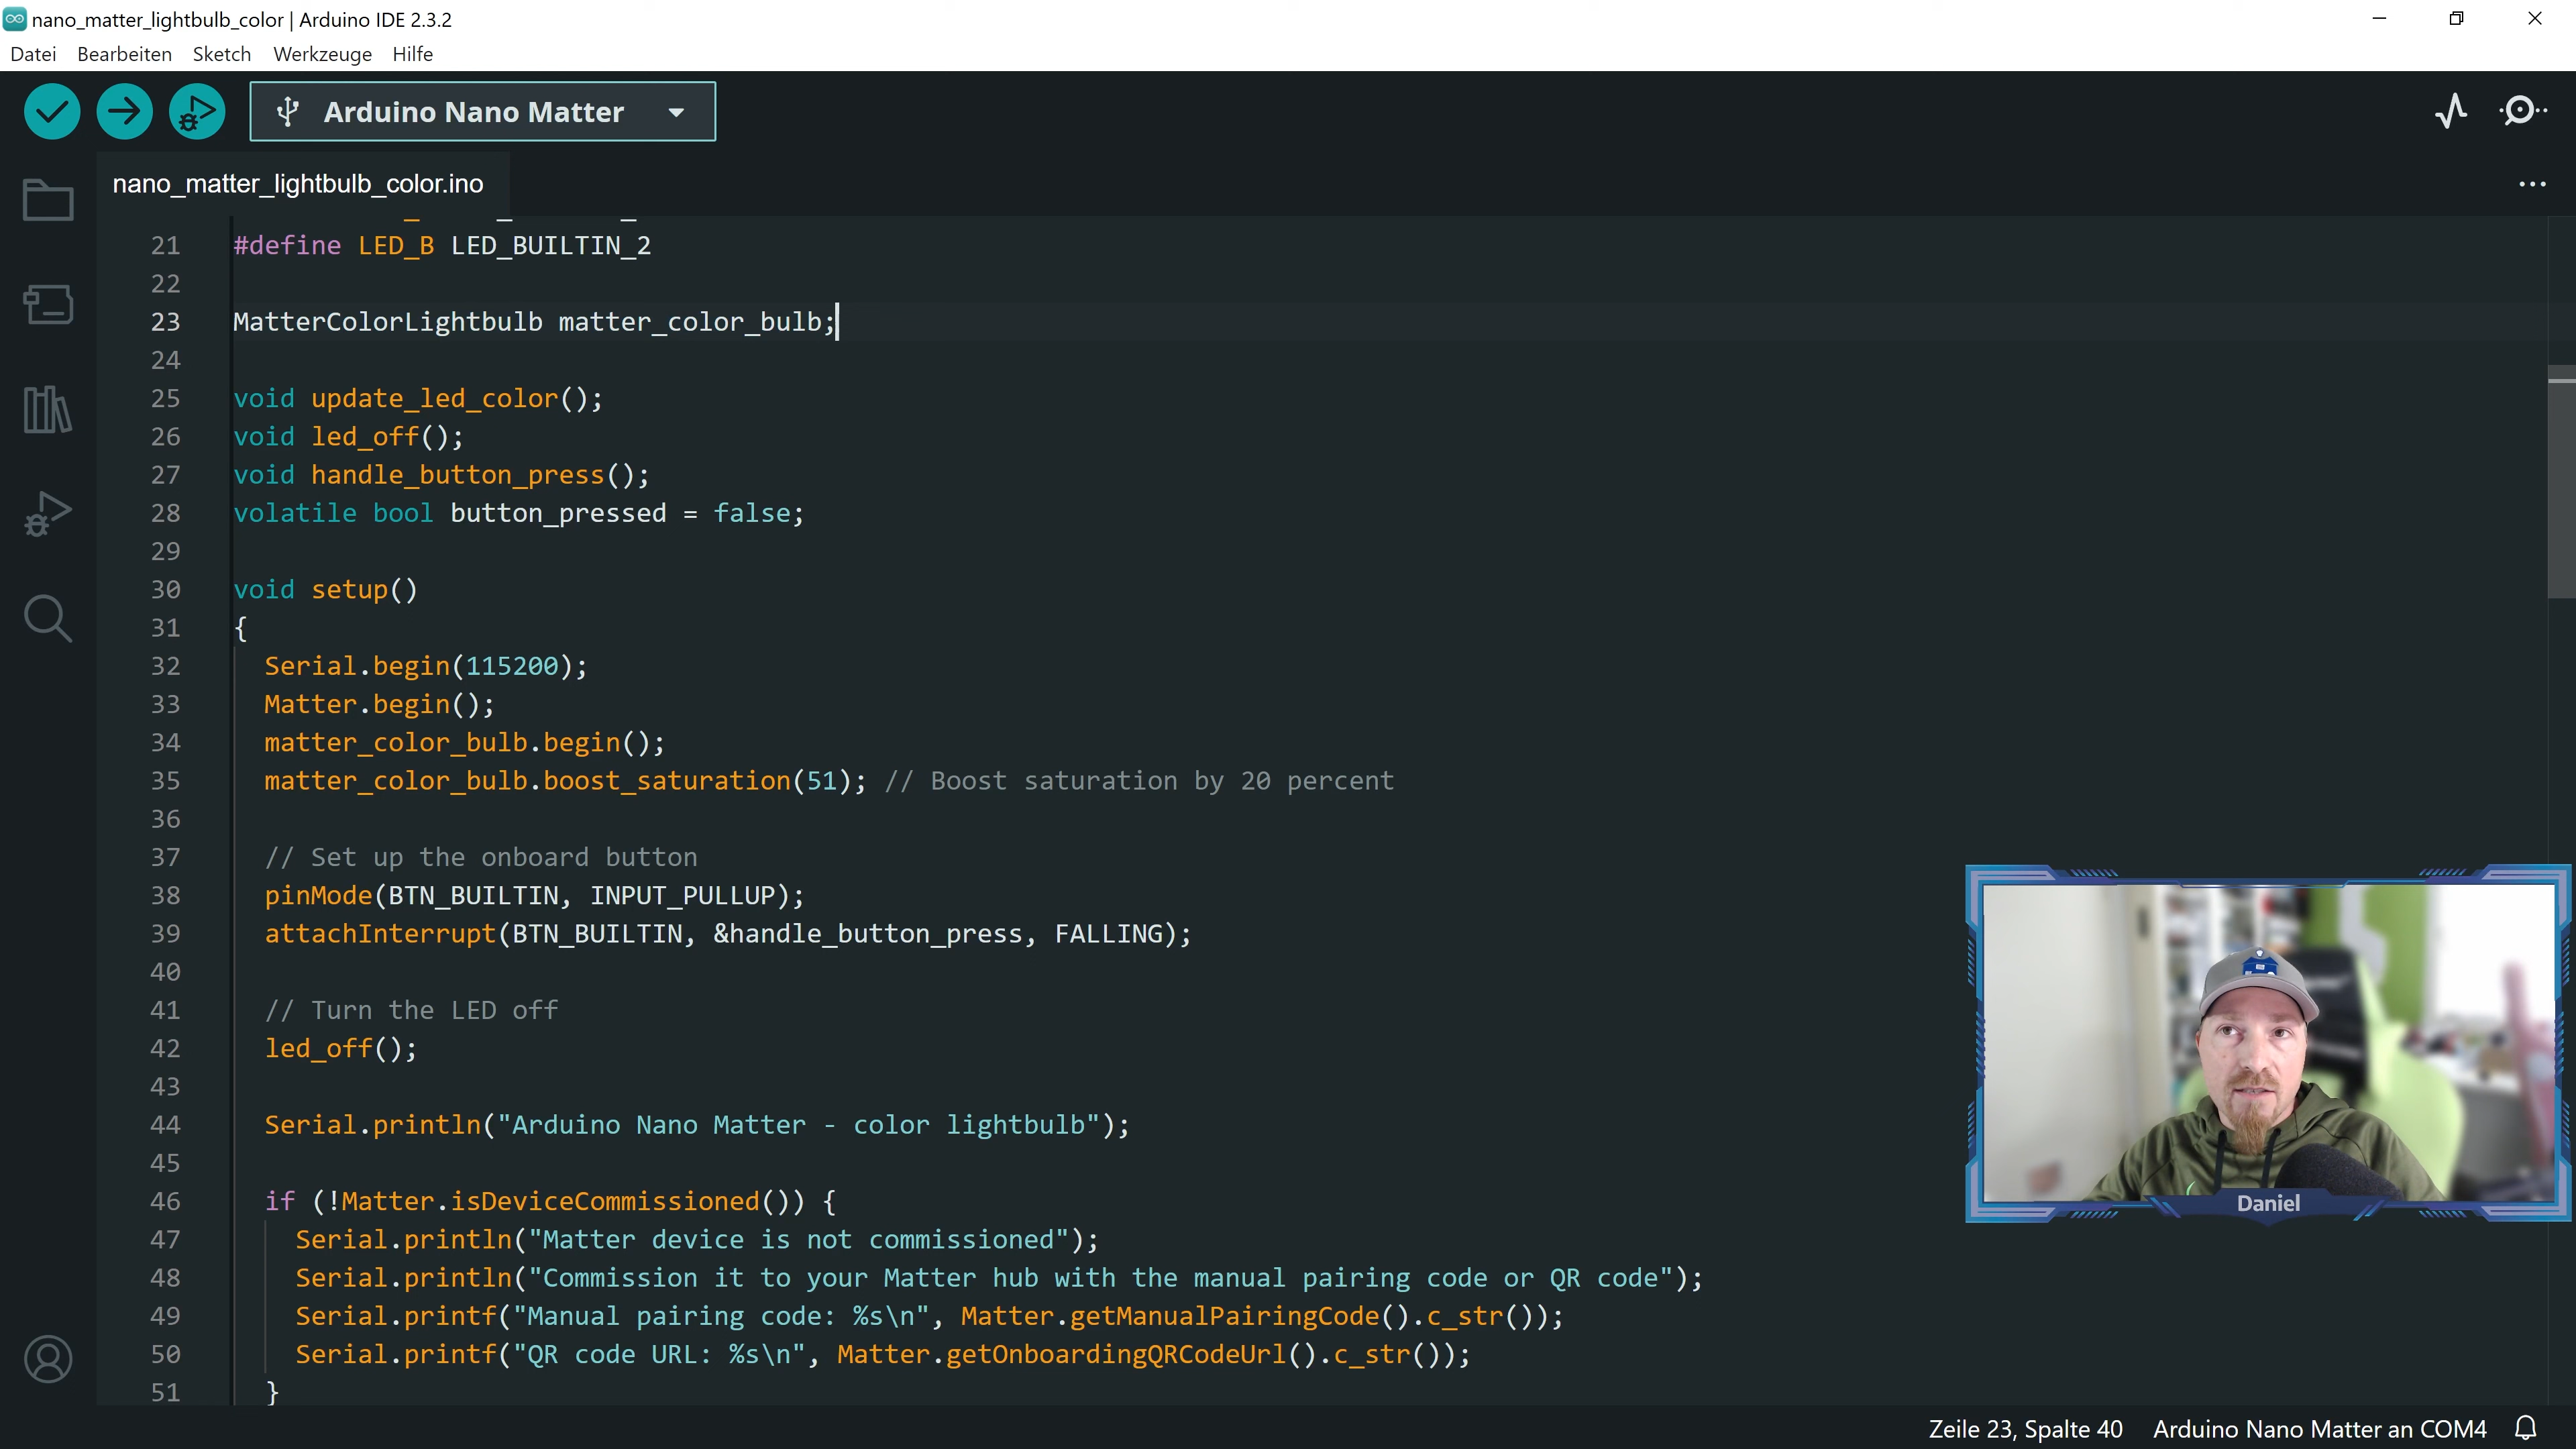 nano_matter_lightbulb_color | Arduino IDE 2.3.2
Datei Bearbeiten Sketch Werkzeuge Hilfe
Arduino Nano Matter
nano_matter_lightbulb_color.ino
21 #define LED_B LED_BUILTIN_2
22
23 MatterColorLightbulb matter_color_bulb;
24
25 void update_led_color();
26 void led_off();
27 void handle_button_press();
28 volatile bool button_pressed = false;
29
30 void setup()
31 {
32 Serial.begin(115200);
33 Matter.begin();
34 matter_color_bulb.begin();
35 matter_color_bulb.boost_saturation(51); // Boost saturation by 20 percent
36
37 // Set up the onboard button
38 pinMode(BTN_BUILTIN, INPUT_PULLUP);
39 attachInterrupt(BTN_BUILTIN, &handle_button_press, FALLING);
40
41 // Turn the LED off
42 led_off();
43
44 Serial.println("Arduino Nano Matter - color lightbulb");
45
46 if (!Matter.isDeviceCommissioned()) {
47 Serial.println("Matter device is not commissioned");
48 Serial.println("Commission it to your Matter hub with the manual pairing code or QR code");
49 Serial.printf("Manual pairing code: %s\n", Matter.getManualPairingCode().c_str());
50 Serial.printf("QR code URL: %s\n", Matter.getOnboardingQRCodeUrl().c_str());
51 }
Daniel
Zeile 23, Spalte 40 Arduino Nano Matter an COM4